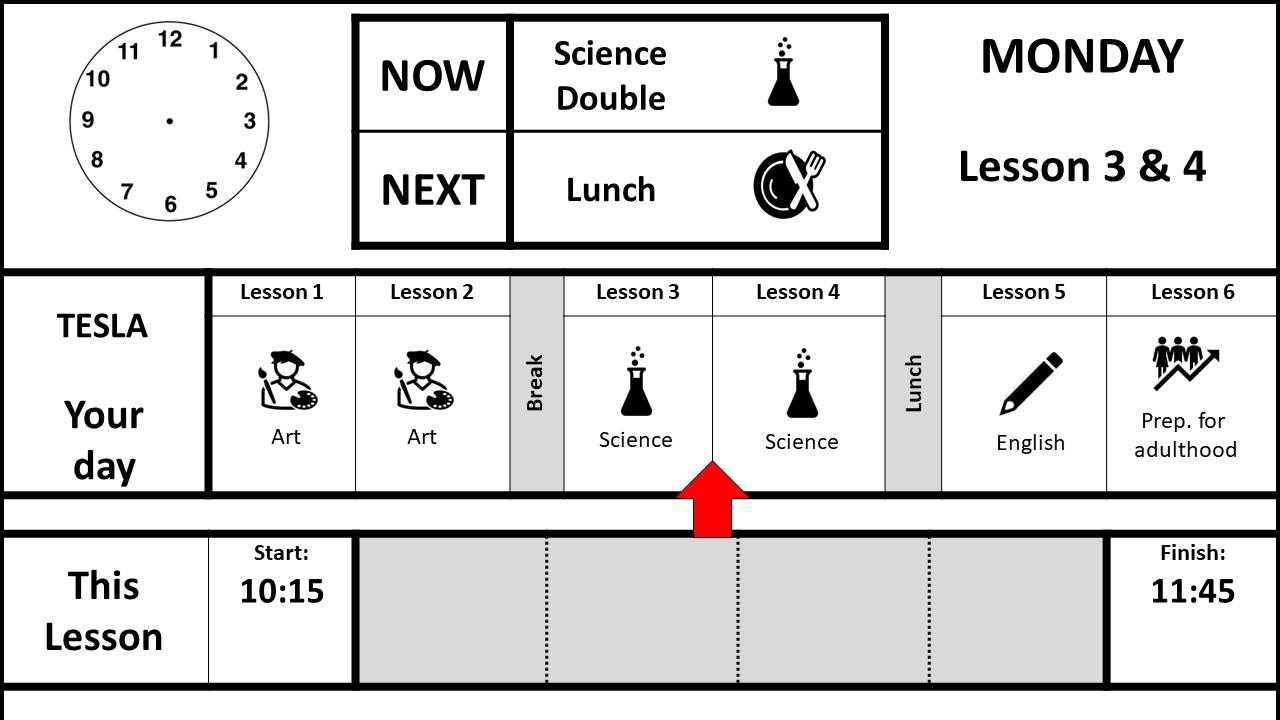 12
11
1
10
2
9
3
8
4
7
5
6
NOW
Science
Double
NEXT
Lunch
MONDAY
Lesson 3 & 4
TESLA
Your
day
Lesson 1
Lesson 2
Break
Lesson 3
Lesson 4
Lunch
Lesson 5
Lesson 6
Art
Art
Science
Science
English
Prep. for
adulthood
This
Lesson
Start:
10:15
Finish:
11:45